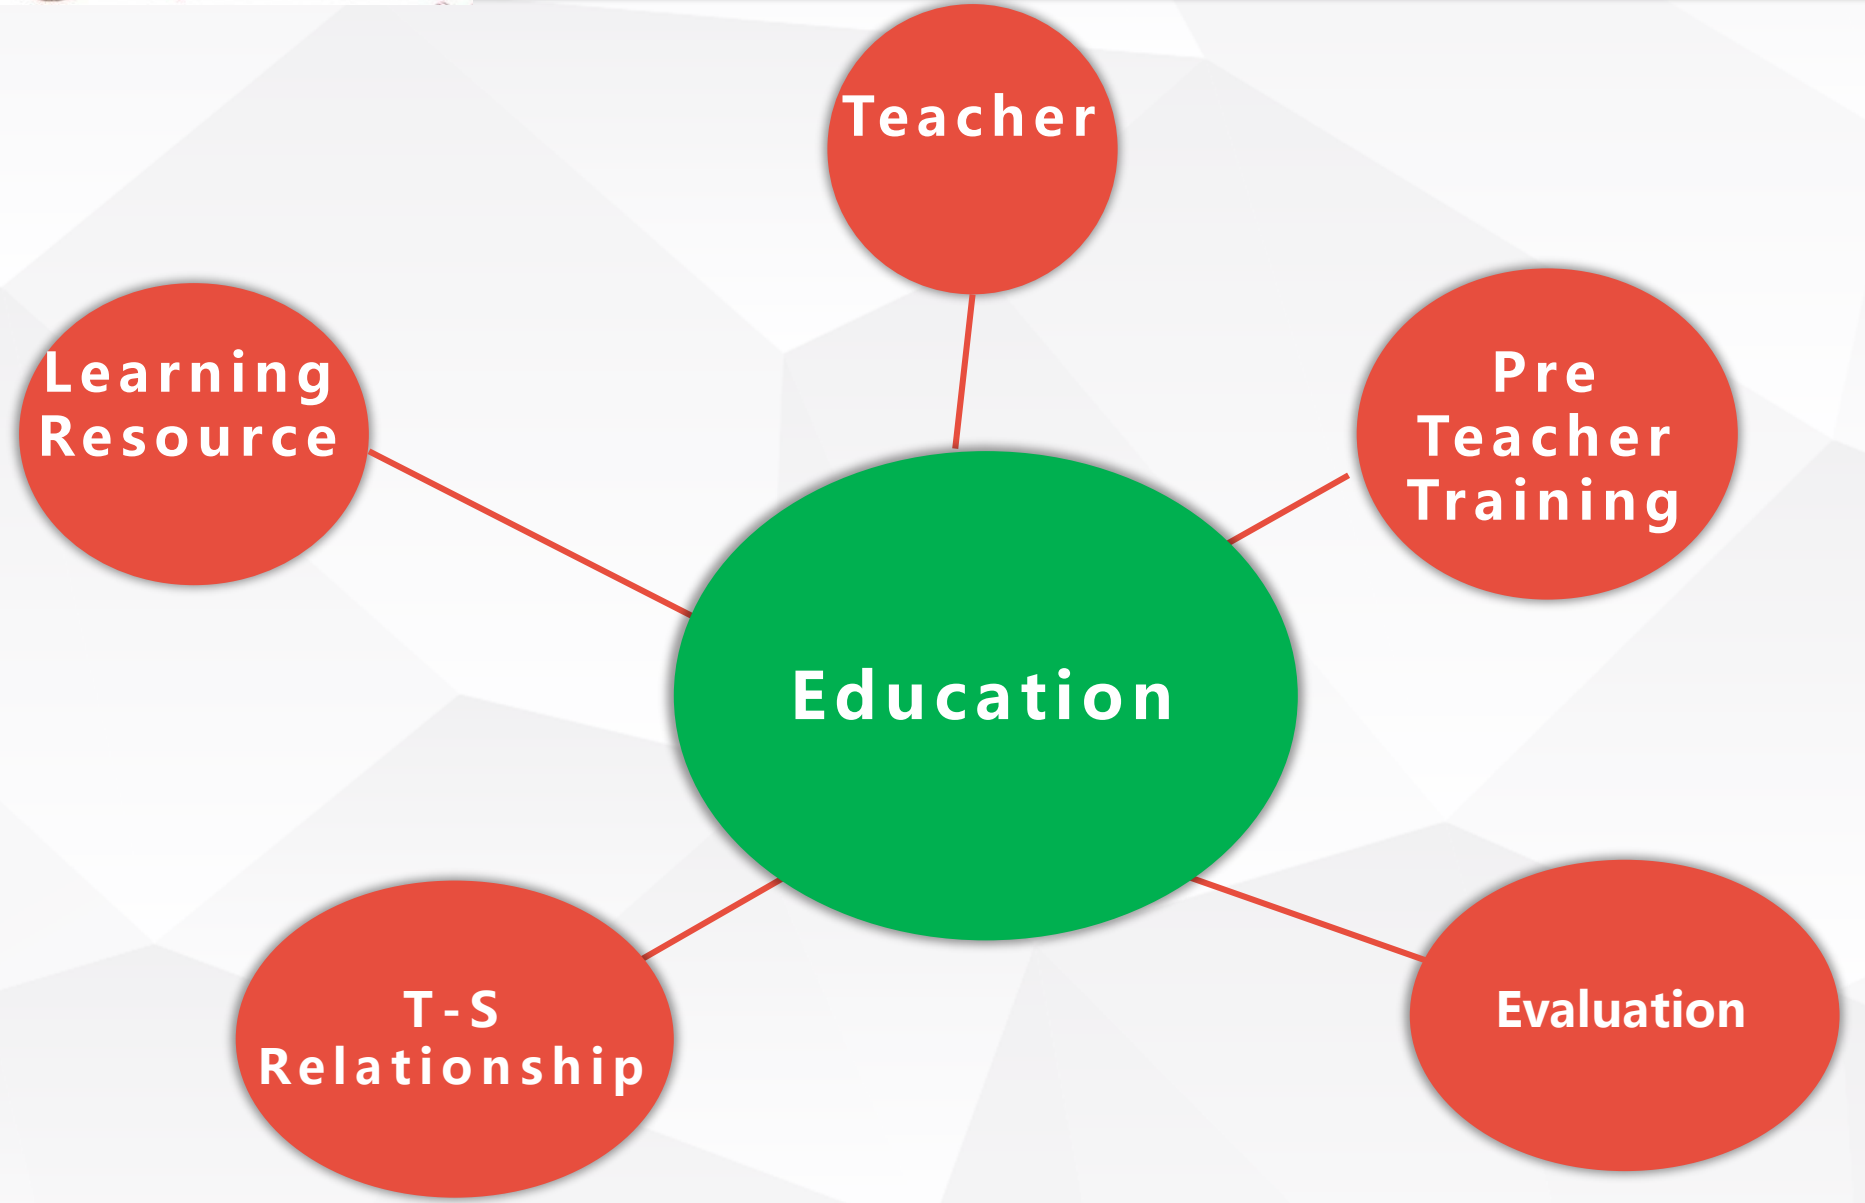 Teacher
Learning
Resource
Pre
Teacher
Training
Education
T-S
Relationship
Evaluation